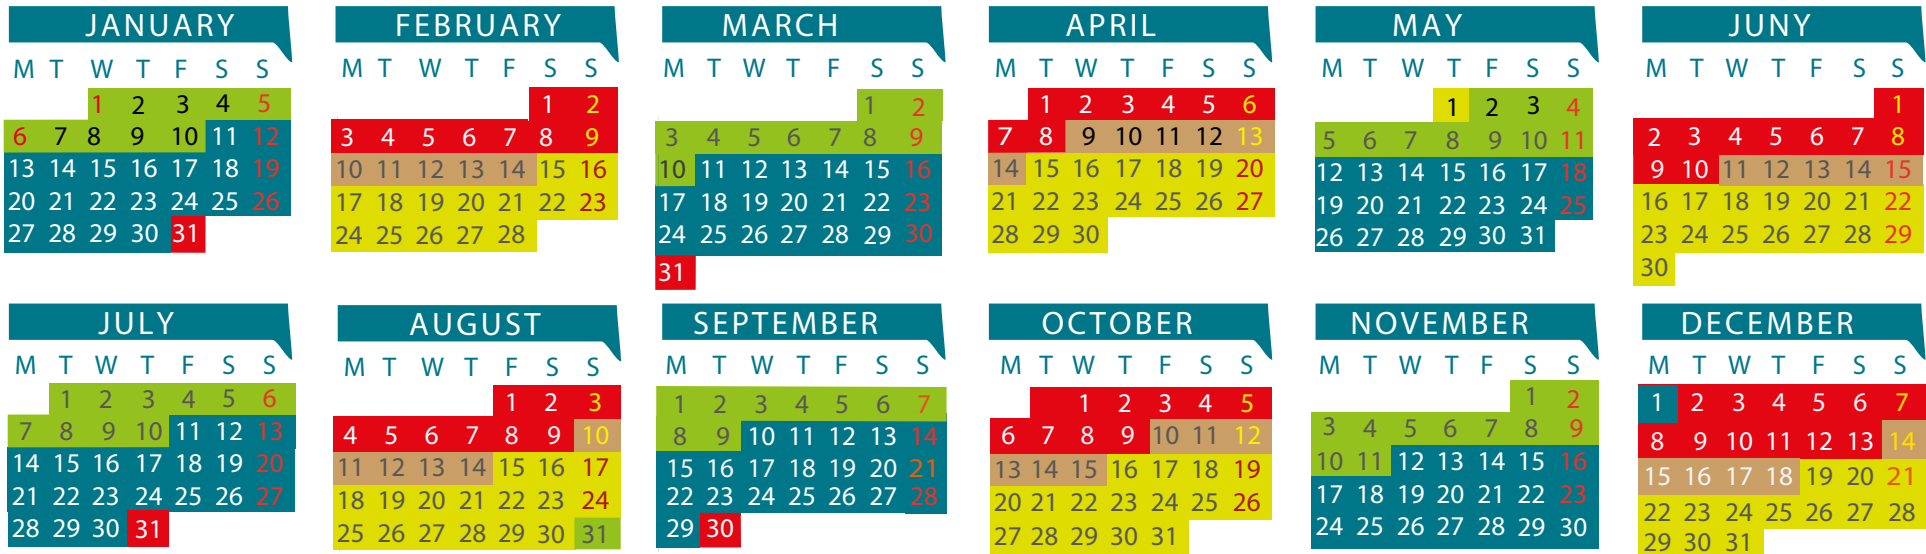 JANUARY FEBRUARY MARCH APRIL MAY JUNY
M T W T F S S M T W T F S S M T W T F S S M T W T F S S M T W T F S S M T W T F S S
1 2 3 4 5 1 2 1 2 1 2 3 4 5 6 1 2 3 4 1
6 7 8 9 10 11 12 3 4 5 6 7 8 9 3 4 5 6 7 8 9 7 8 9 10 11 12 13 5 6 7 8 9 10 11 2 3 4 5 6 7 8
13 14 15 16 17 18 19 10 11 12 13 14 15 16 10 11 12 13 14 15 16 14 15 16 17 18 19 20 12 13 14 15 16 17 18 9 10 11 12 13 14 15
20 21 22 23 24 25 26 17 18 19 20 21 22 23 17 18 19 20 21 22 23 21 22 23 24 25 26 27 19 20 21 22 23 24 25 16 17 18 19 20 21 22
27 28 29 30 31 24 25 26 27 28 24 25 26 27 28 29 30 28 29 30 26 27 28 29 30 31 23 24 25 26 27 28 29
31 30
JULY AUGUST SEPTEMBER OCTOBER NOVEMBER DECEMBER
M T W T F S S M T W T F S S M T W T F S S M T W T F S S M T W T F S S M T W T F S S
1 2 3 4 5 6 1 2 3 1 2 3 4 5 6 7 1 2 3 4 5 1 2 1 2 3 4 5 6 7
7 8 9 10 11 12 13 4 5 6 7 8 9 10 8 9 10 11 12 13 14 6 7 8 9 10 11 12 3 4 5 6 7 8 9 8 9 10 11 12 13 14
14 15 16 17 18 19 20 11 12 13 14 15 16 17 15 16 17 18 19 20 21 13 14 15 16 17 18 19 10 11 12 13 14 15 16 15 16 17 18 19 20 21
21 22 23 24 25 26 27 18 19 20 21 22 23 24 22 23 24 25 26 27 28 20 21 22 23 24 25 26 17 18 19 20 21 22 23 22 23 24 25 26 27 28
28 29 30 31 25 26 27 28 29 30 31 29 30 27 28 29 30 31 24 25 26 27 28 29 30 29 30 31